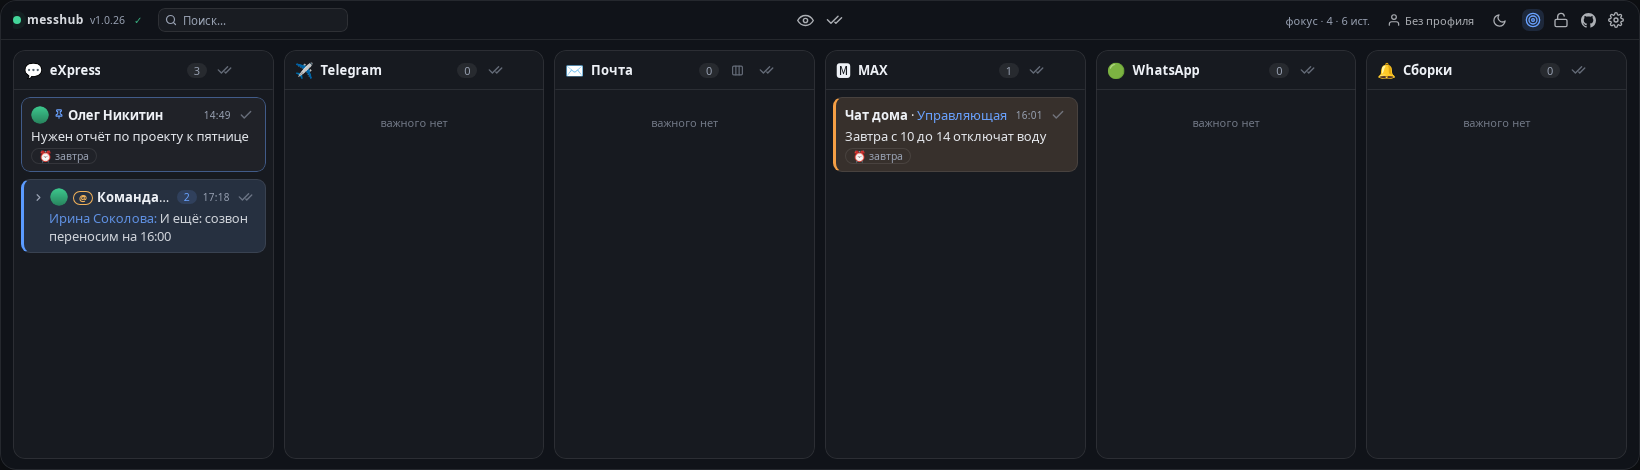 messhub v1.0.26 ✓ Поиск... фокус · 4 · 6 ист. Без профиля
eXpress 3
Олег Никитин 14:49
Нужен отчёт по проекту к пятнице
завтра
@ Команда... 2 17:18
Ирина Соколова: И ещё: созвон
переносим на 16:00
Telegram 0
важного нет
Почта 0
важного нет
M MAX 1
Чат дома · Управляющая 16:01
Завтра с 10 до 14 отключат воду
завтра
WhatsApp 0
важного нет
Сборки 0
важного нет